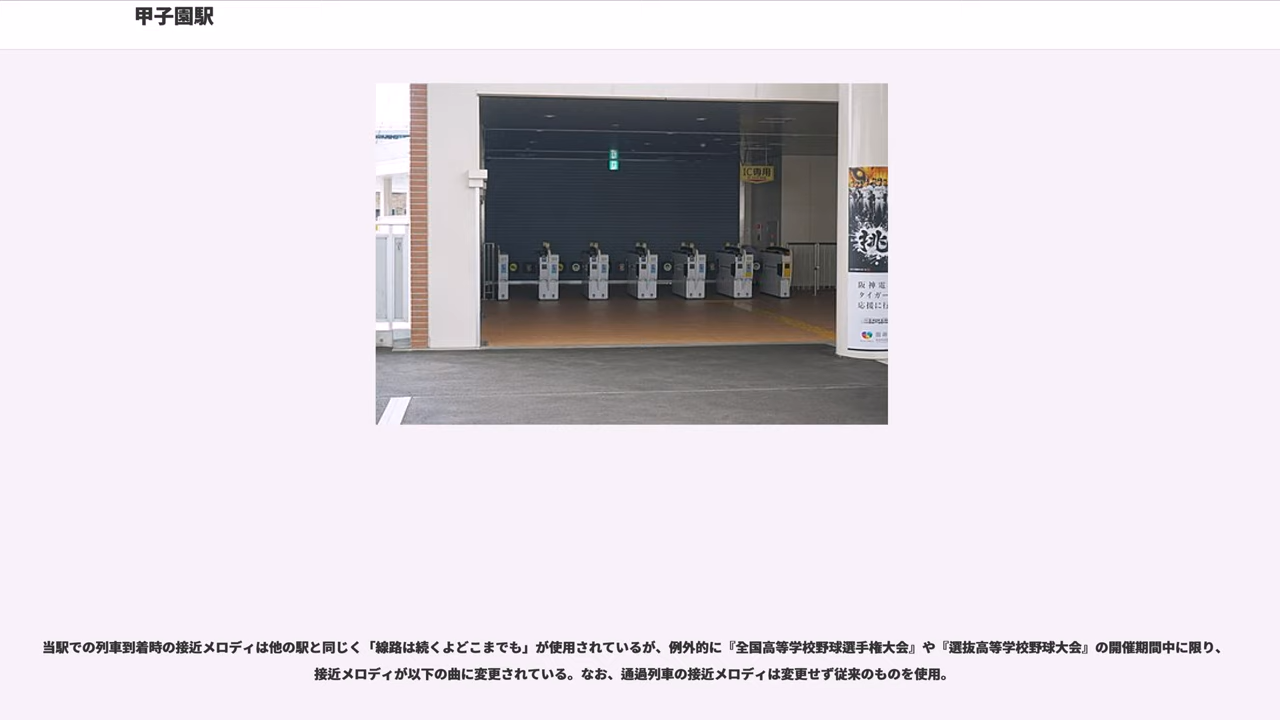 甲子園駅
IC専用
挑
阪神電
タイガー
応援に行
当駅での列車到着時の接近メロディは他の駅と同じく「線路は続くよどこまでも」が使用されているが、例外的に『全国高等学校野球選手権大会』や『選抜高等学校野球大会』の開催期間中に限り、
接近メロディが以下の曲に変更されている。なお、通過列車の接近メロディは変更せず従来のものを使用。